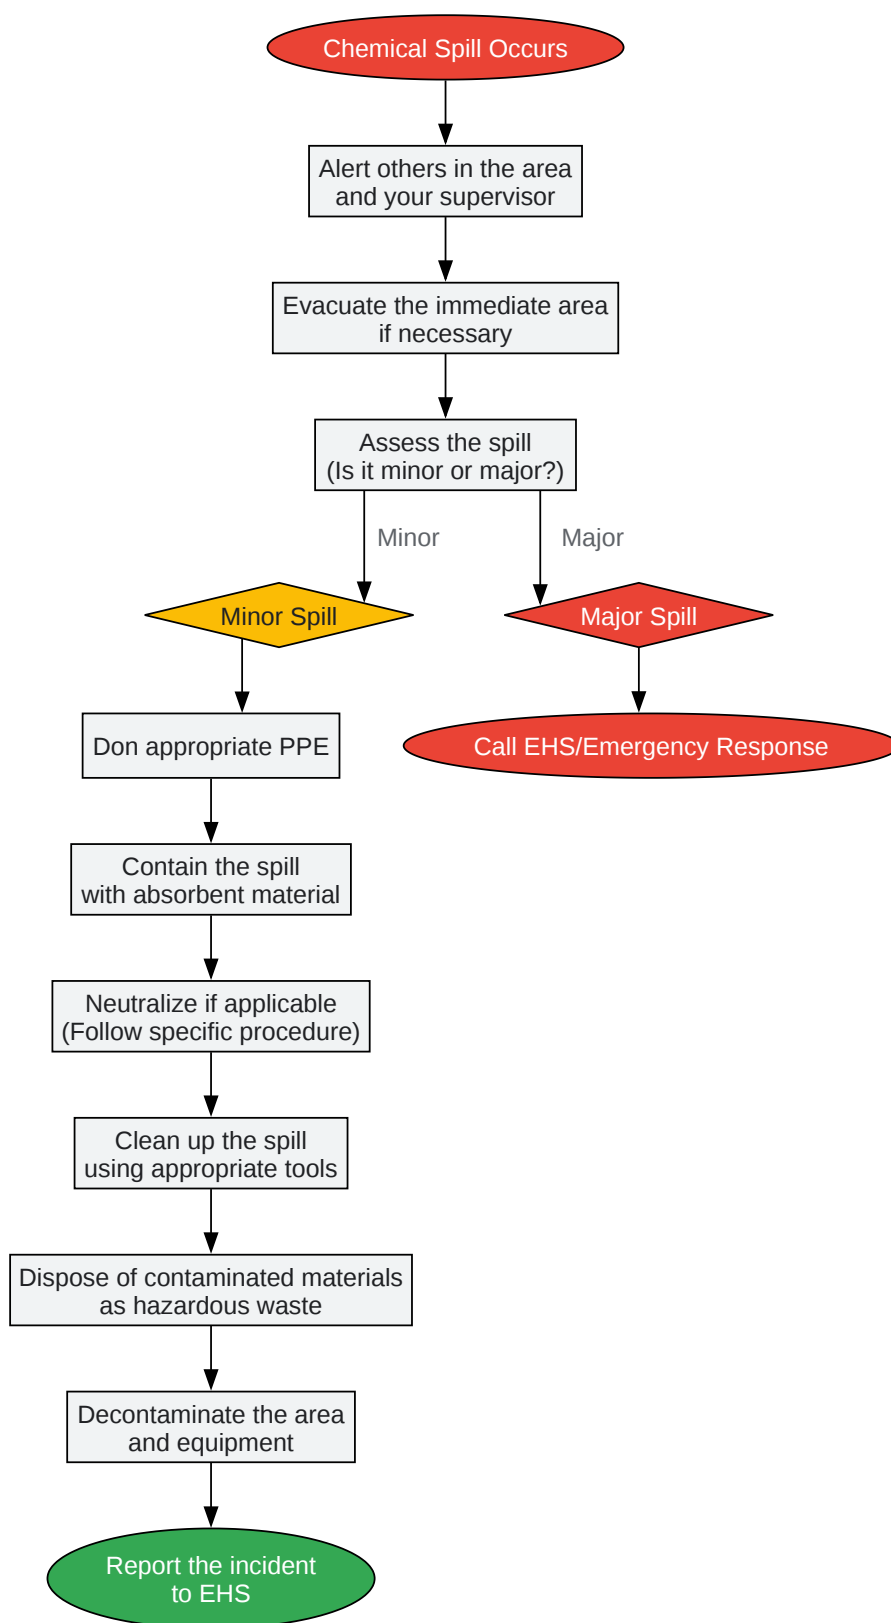 Chemical Spill Occurs
Alert others in the area
and your supervisor
Evacuate the immediate area
if necessary
Assess the spill
(Is it minor or major?)
Minor
Major
Minor Spill
Major Spill
Don appropriate PPE
Call EHS/Emergency Response
Contain the spill
with absorbent material
Neutralize if applicable
(Follow specific procedure)
Clean up the spill
using appropriate tools
Dispose of contaminated materials
as hazardous waste
Decontaminate the area
and equipment
Report the incident
to EHS